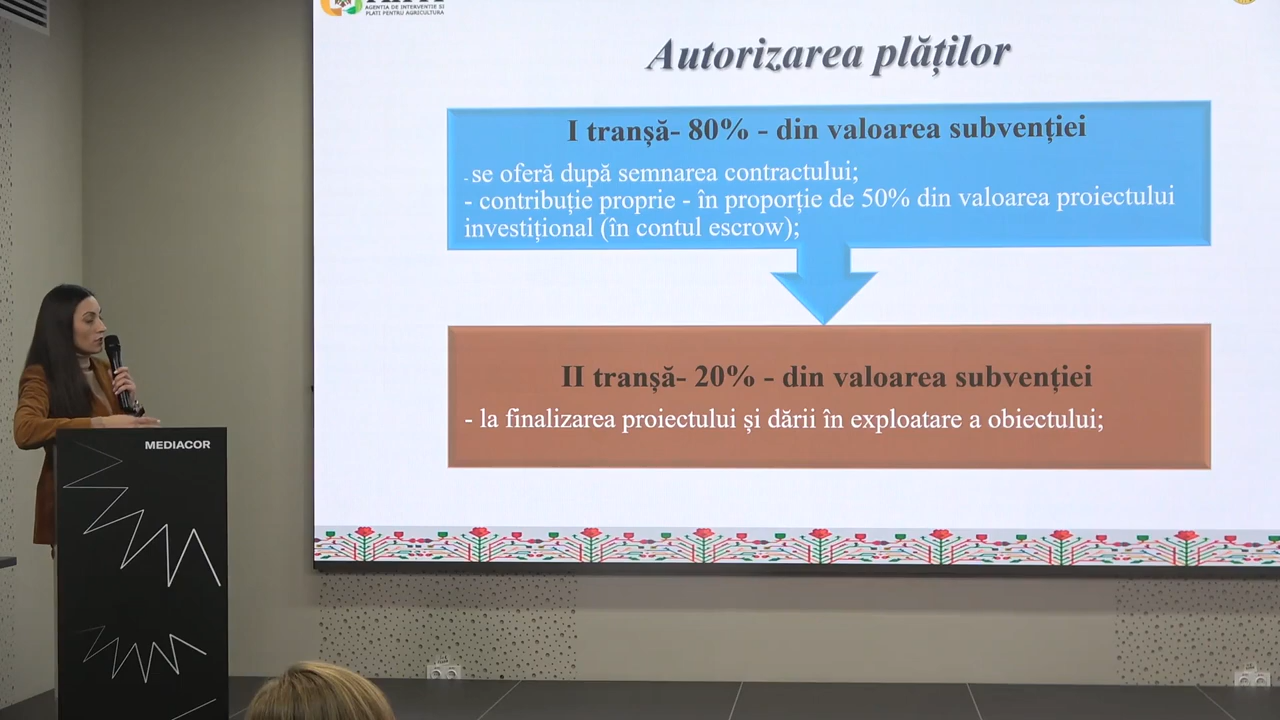 AGENȚIA DE INTERVENȚIE ȘI
PLĂȚI PENTRU AGRICULTURĂ
Autorizarea plăților
I tranșă- 80% - din valoarea subvenției
- se oferă după semnarea contractului;
- contribuție proprie - în proporție de 50% din valoarea proiectului
investițional (în contul escrow);
II tranșă- 20% - din valoarea subvenției
- la finalizarea proiectului și dării în exploatare a obiectului;
MEDIACOR